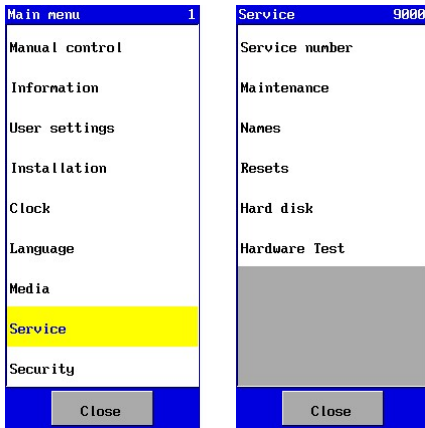 Main menu 1
Manual control
Information
User settings
Installation
Clock
Language
Media
Service
Security
Close
Service 9000
Service number
Maintenance
Names
Resets
Hard disk
Hardware Test
Close